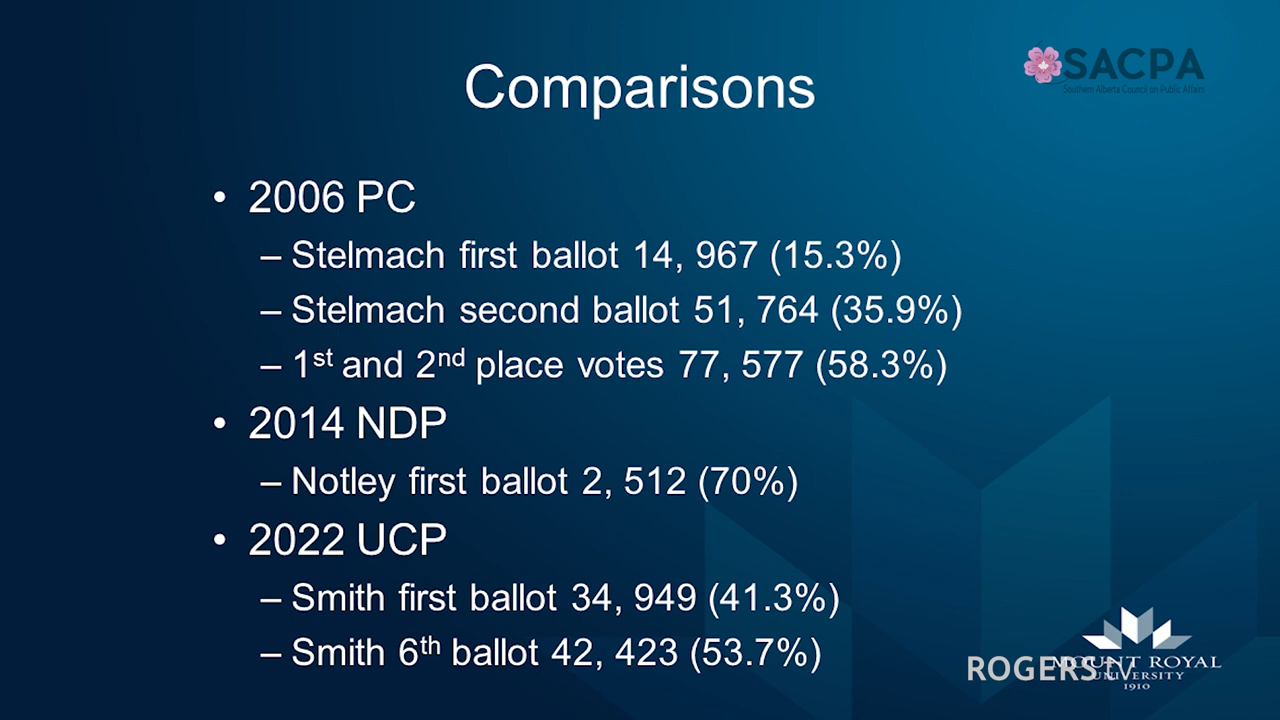 SACPA
Southern Alberta Council on Public Affairs
Comparisons
• 2006 PC
– Stelmach first ballot 14, 967 (15.3%)
– Stelmach second ballot 51, 764 (35.9%)
– 1st and 2nd place votes 77, 577 (58.3%)
• 2014 NDP
– Notley first ballot 2, 512 (70%)
• 2022 UCP
– Smith first ballot 34, 949 (41.3%)
– Smith 6th ballot 42, 423 (53.7%)
ROGERS TV
MOUNT ROYAL
UNIVERSITY
1910